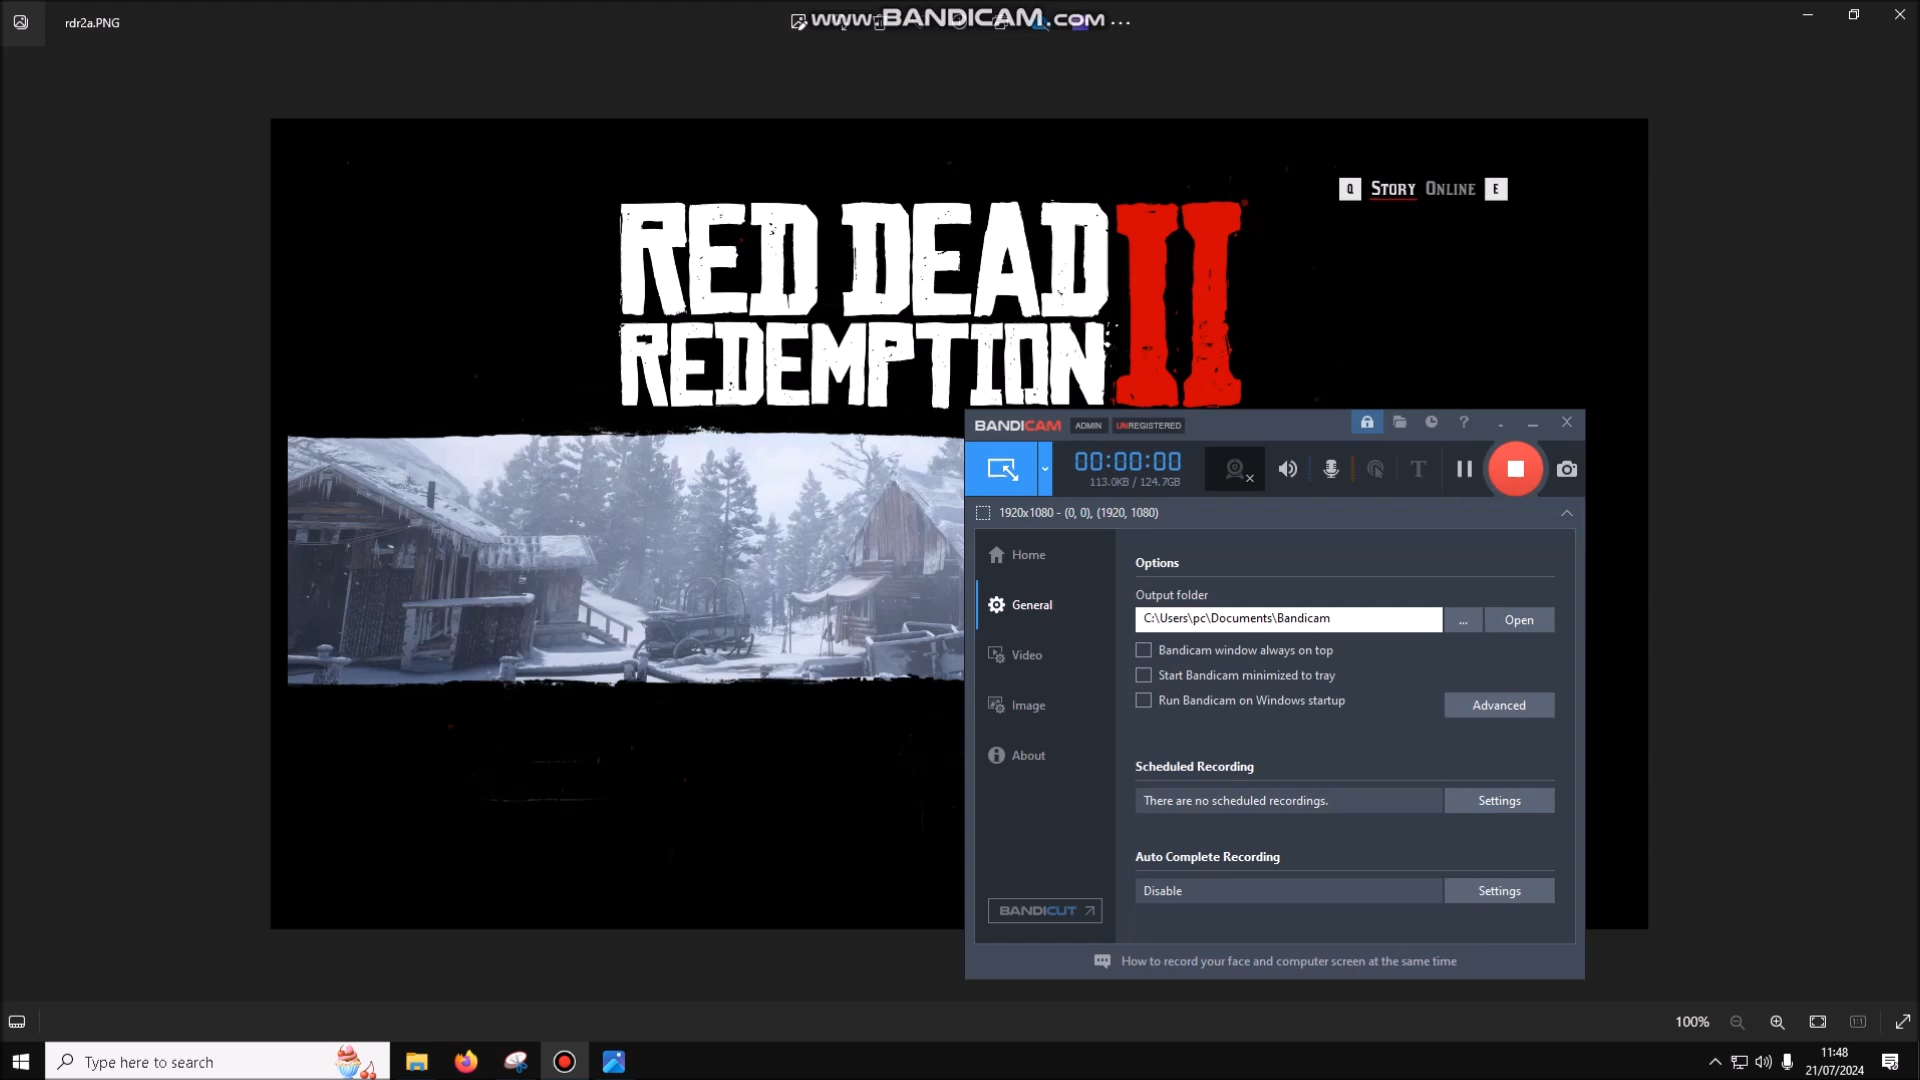 rdr2a.PNG
www.BANDICAM.com
Q STORY ONLINE E
RED DEAD
REDEMPTION II
BANDICAM ADMIN UNREGISTERED
00:00:00
113.0KB / 124.7GB
1920x1080 - (0, 0), (1920, 1080)
Home
General
Video
Image
About
BANDICUT
Options
Output folder
C:\Users\pc\Documents\Bandicam ... Open
Bandicam window always on top
Start Bandicam minimized to tray
Run Bandicam on Windows startup
Advanced
Scheduled Recording
There are no scheduled recordings. Settings
Auto Complete Recording
Disable Settings
How to record your face and computer screen at the same time
100%
1:1
Type here to search
11:48
21/07/2024